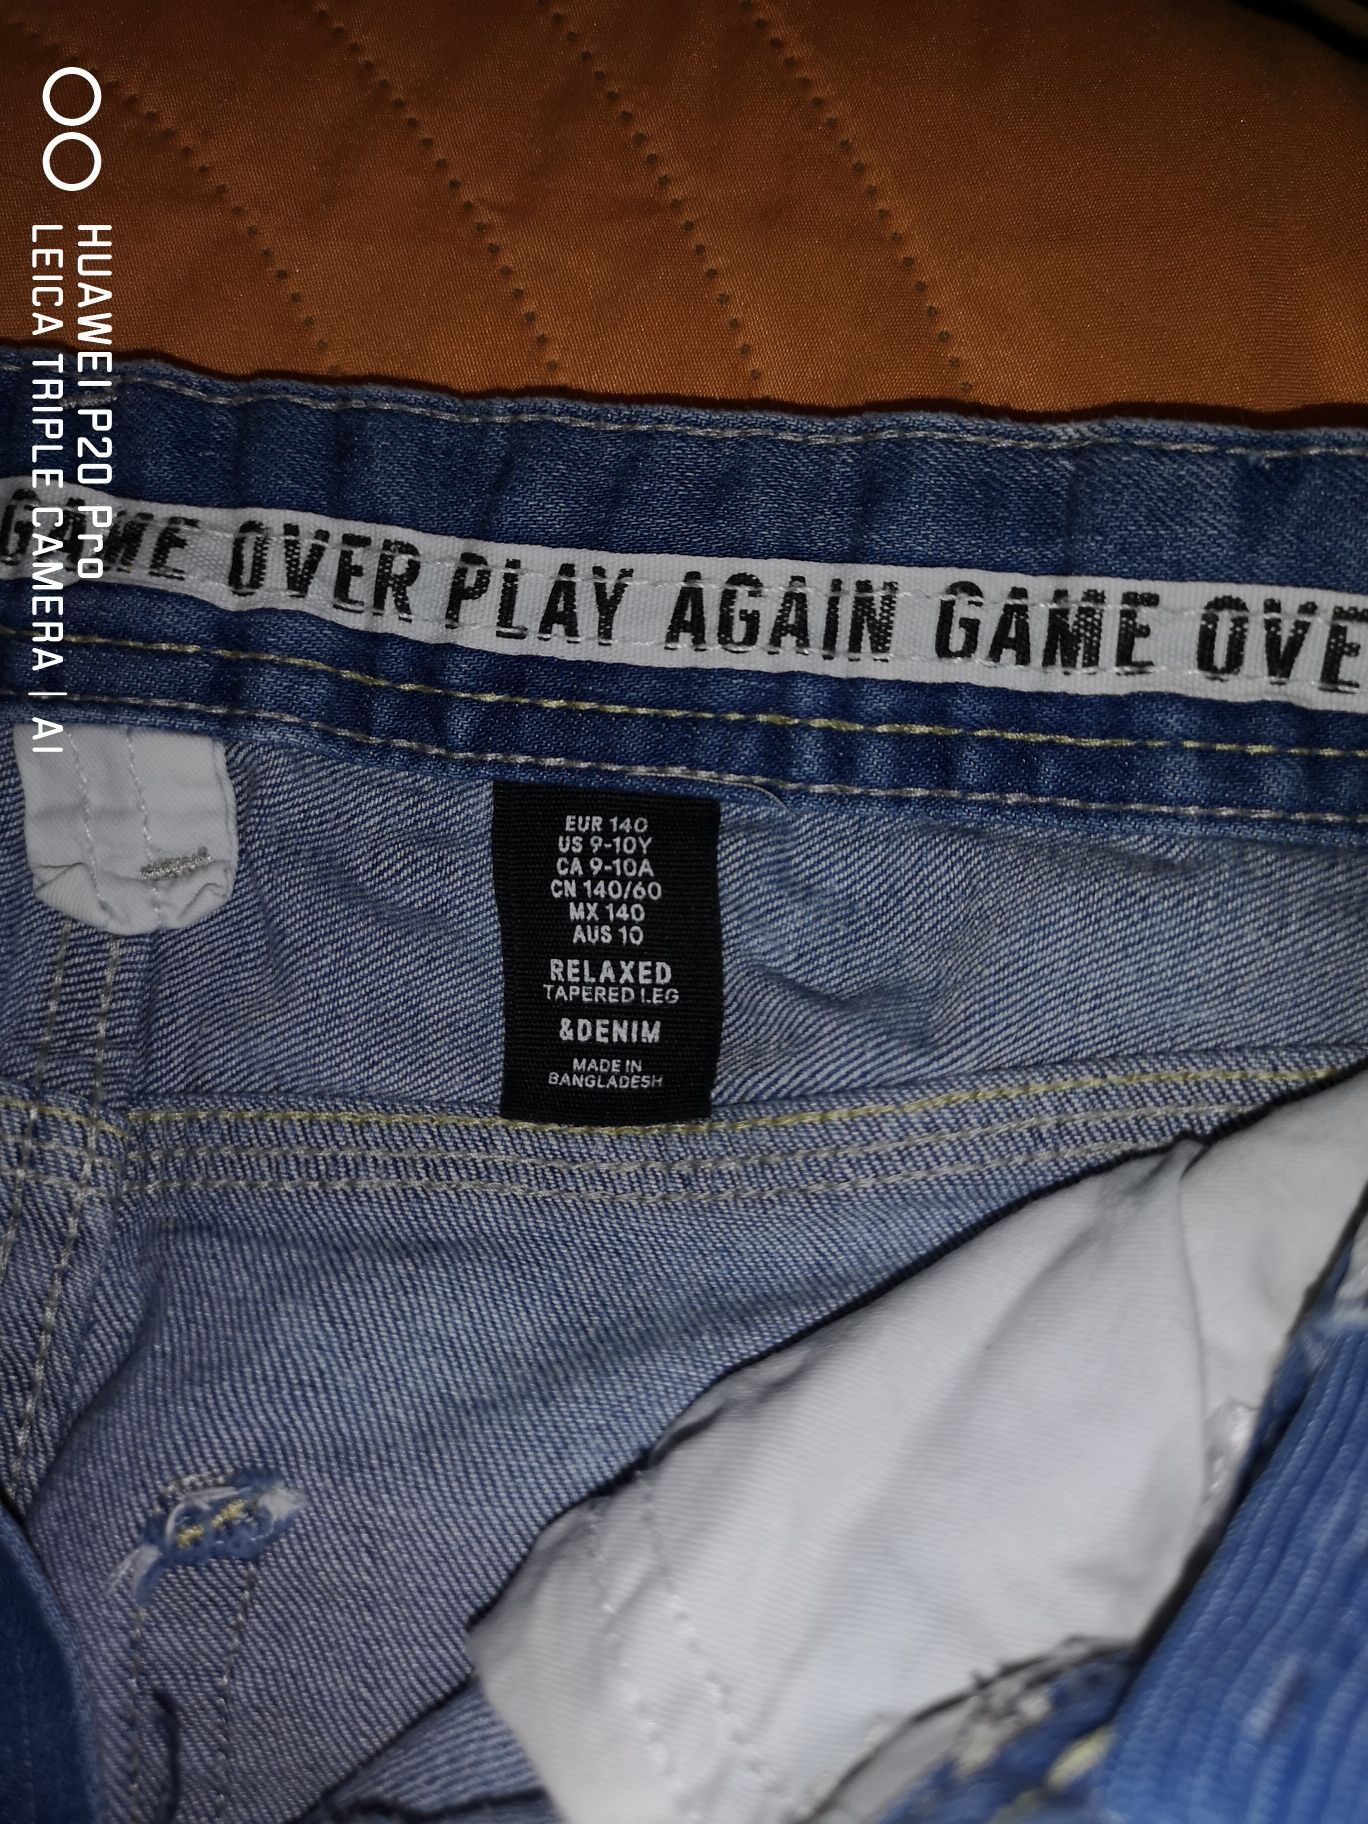 HUAWEI P20 Pro
LEICA TRIPLE CAMERA | AI
GAME OVER PLAY AGAIN GAME OVE
EUR 140
US 9-10Y
CA 9-10A
CN 140/60
MX 140
AUS 10
RELAXED
TAPERED LEG
&DENIM
MADE IN
BANGLADESH